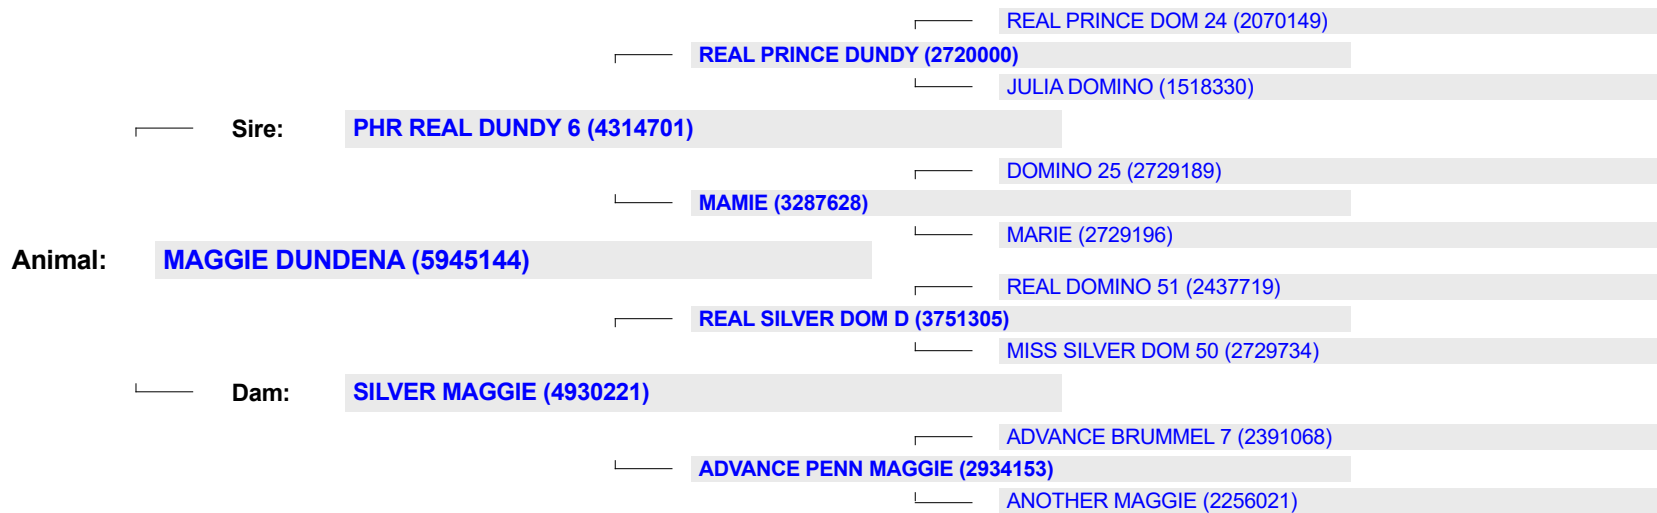 REAL PRINCE DOM 24 (2070149)
REAL PRINCE DUNDY (2720000)
JULIA DOMINO (1518330)
Sire: PHR REAL DUNDY 6 (4314701)
DOMINO 25 (2729189)
MAMIE (3287628)
MARIE (2729196)
Animal: MAGGIE DUNDENA (5945144)
REAL DOMINO 51 (2437719)
REAL SILVER DOM D (3751305)
MISS SILVER DOM 50 (2729734)
Dam: SILVER MAGGIE (4930221)
ADVANCE BRUMMEL 7 (2391068)
ADVANCE PENN MAGGIE (2934153)
ANOTHER MAGGIE (2256021)